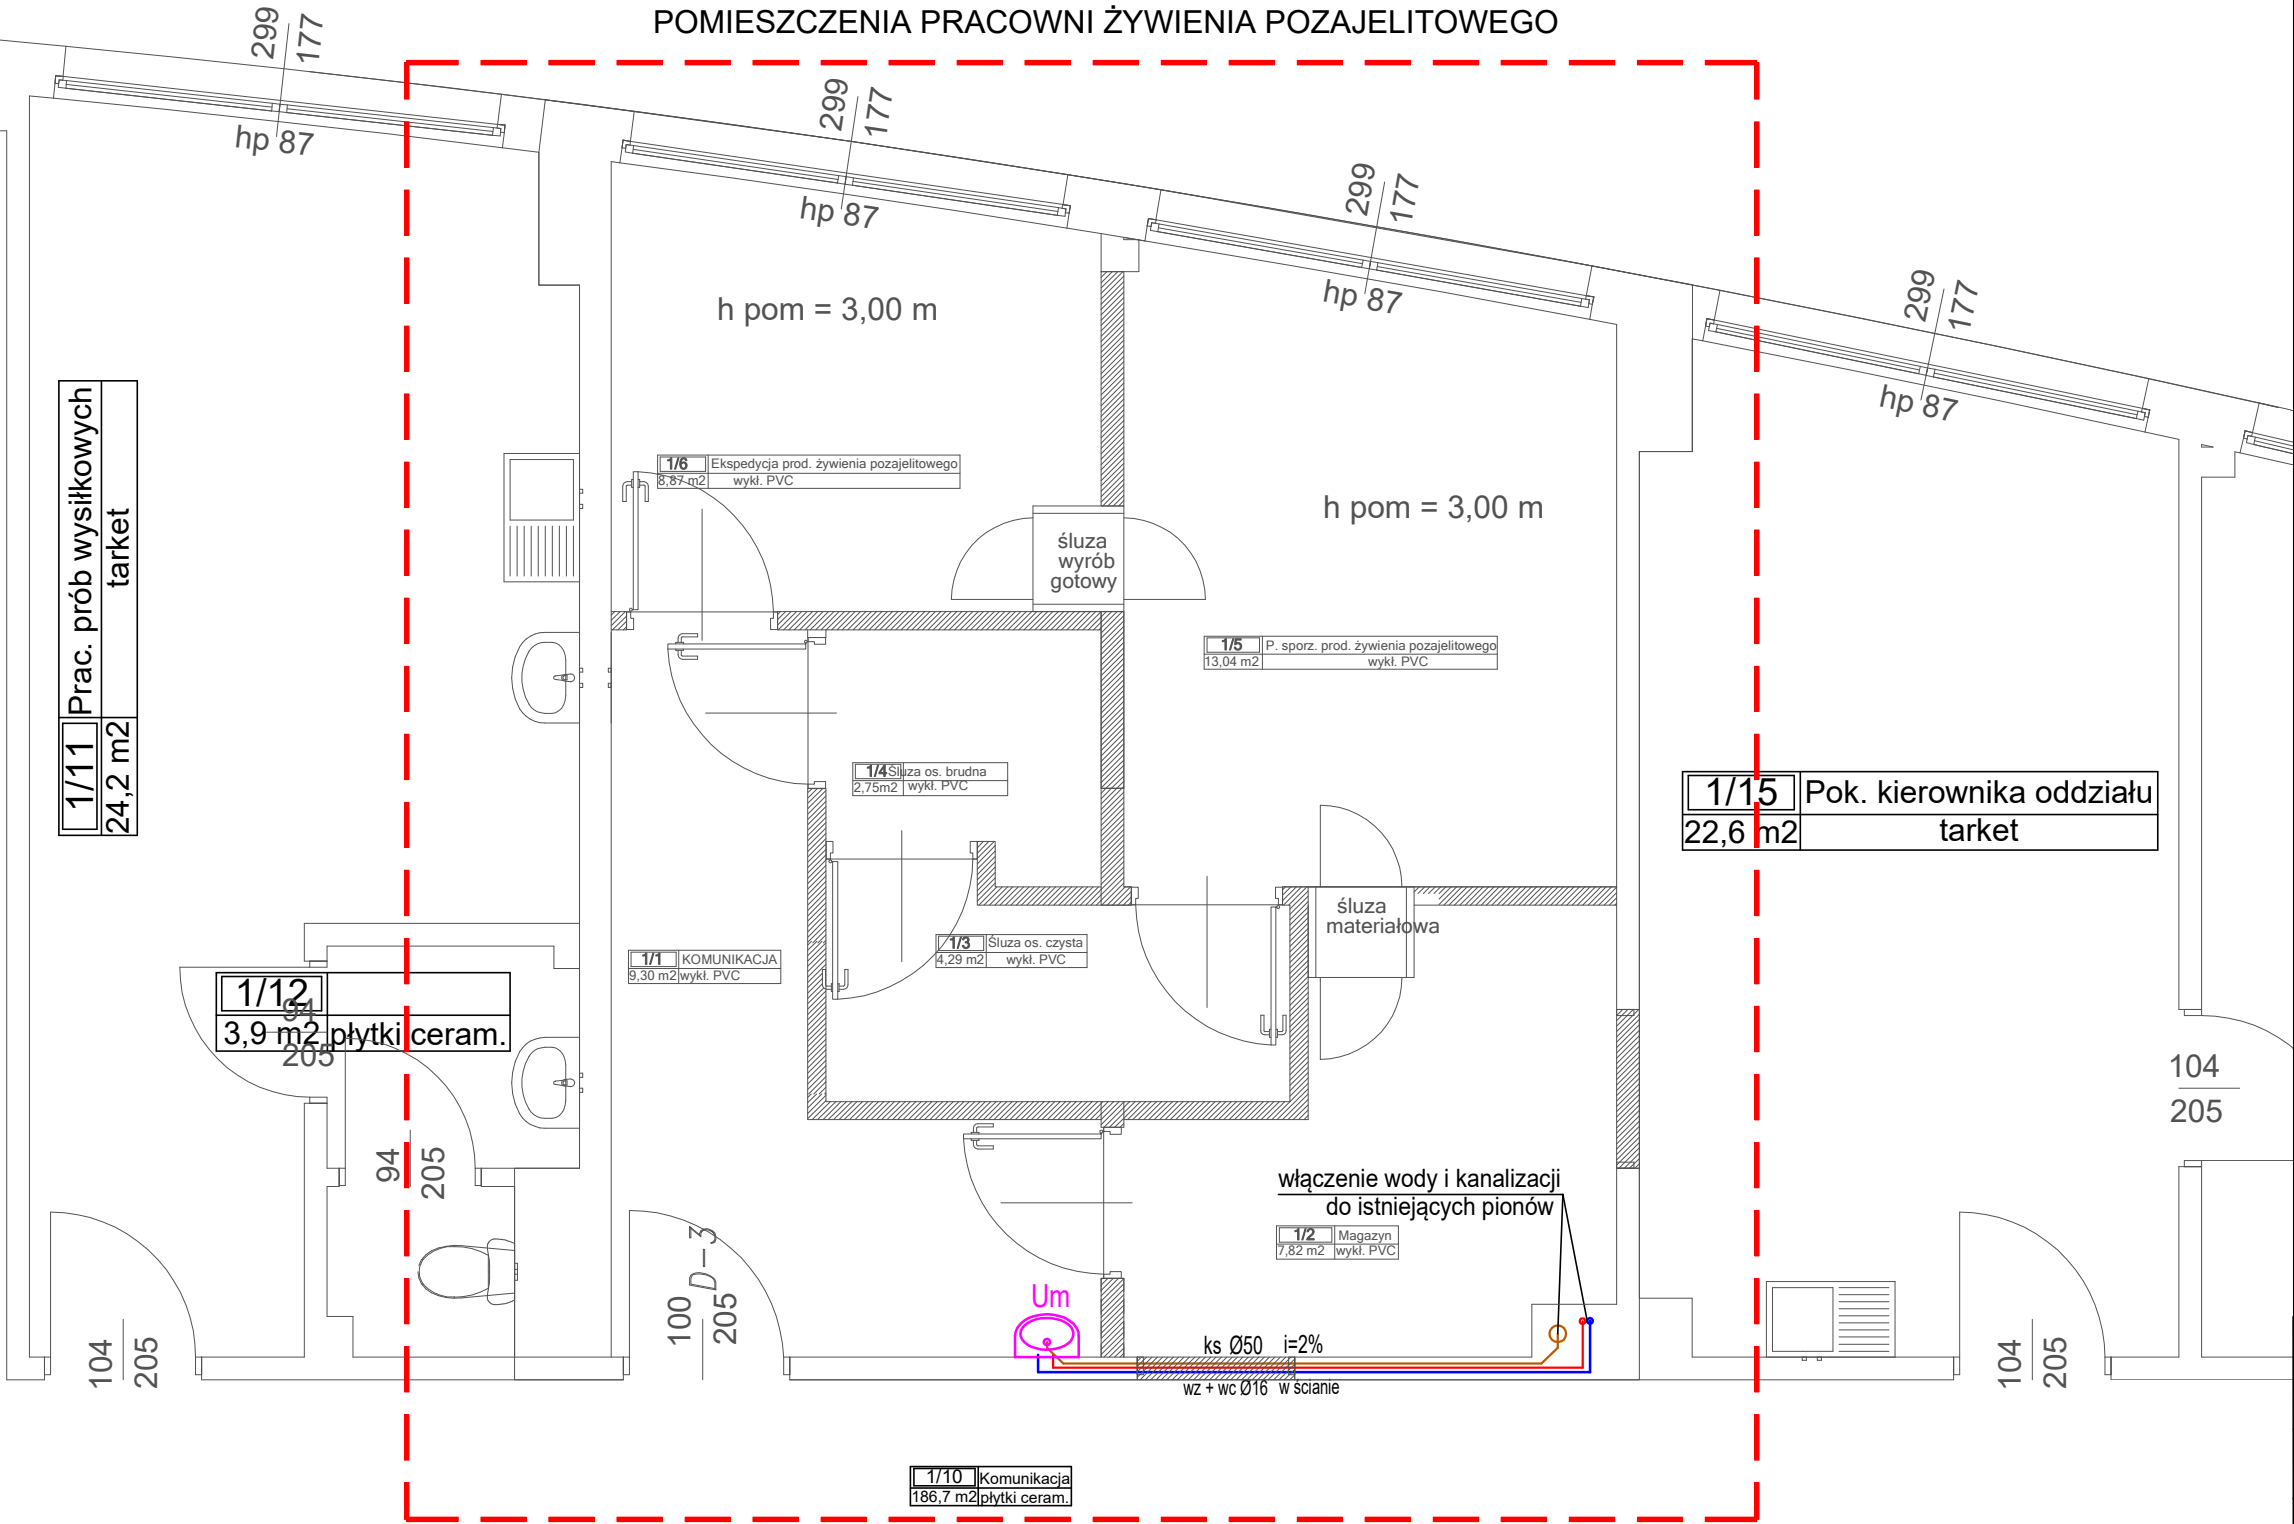 POMIESZCZENIA PRACOWNI ŻYWIENIA POZAJELITOWEGO
299
177
hp 87
299
177
hp 87
299
177
hp 87
299
177
hp 87
h pom = 3,00 m
h pom = 3,00 m
1/11 Prac. prób wysiłkowych
24,2 m2 tarket
1/6 Ekspedycja prod. żywienia pozajelitowego
8,87 m2 wykł. PVC
śluza
wyrób
gotowy
1/5 P. sporz. prod. żywienia pozajelitowego
13,04 m2 wykł. PVC
1/4 Śluza os. brudna
2,75m2 wykł. PVC
1/15 Pok. kierownika oddziału
22,6 m2 tarket
śluza
materiałowa
1/3 Śluza os. czysta
4,29 m2 wykł. PVC
1/1 KOMUNIKACJA
9,30 m2 wykł. PVC
1/12
3,9 m2 płytki ceram.
94
205
94
205
104
205
włączenie wody i kanalizacji
do istniejących pionów
1/2 Magazyn
7,82 m2 wykł. PVC
D-3
100
205
Um
104
205
104
205
ks Ø50 i=2%
wz + wc Ø16 w ścianie
1/10 Komunikacja
186,7 m2 płytki ceram.